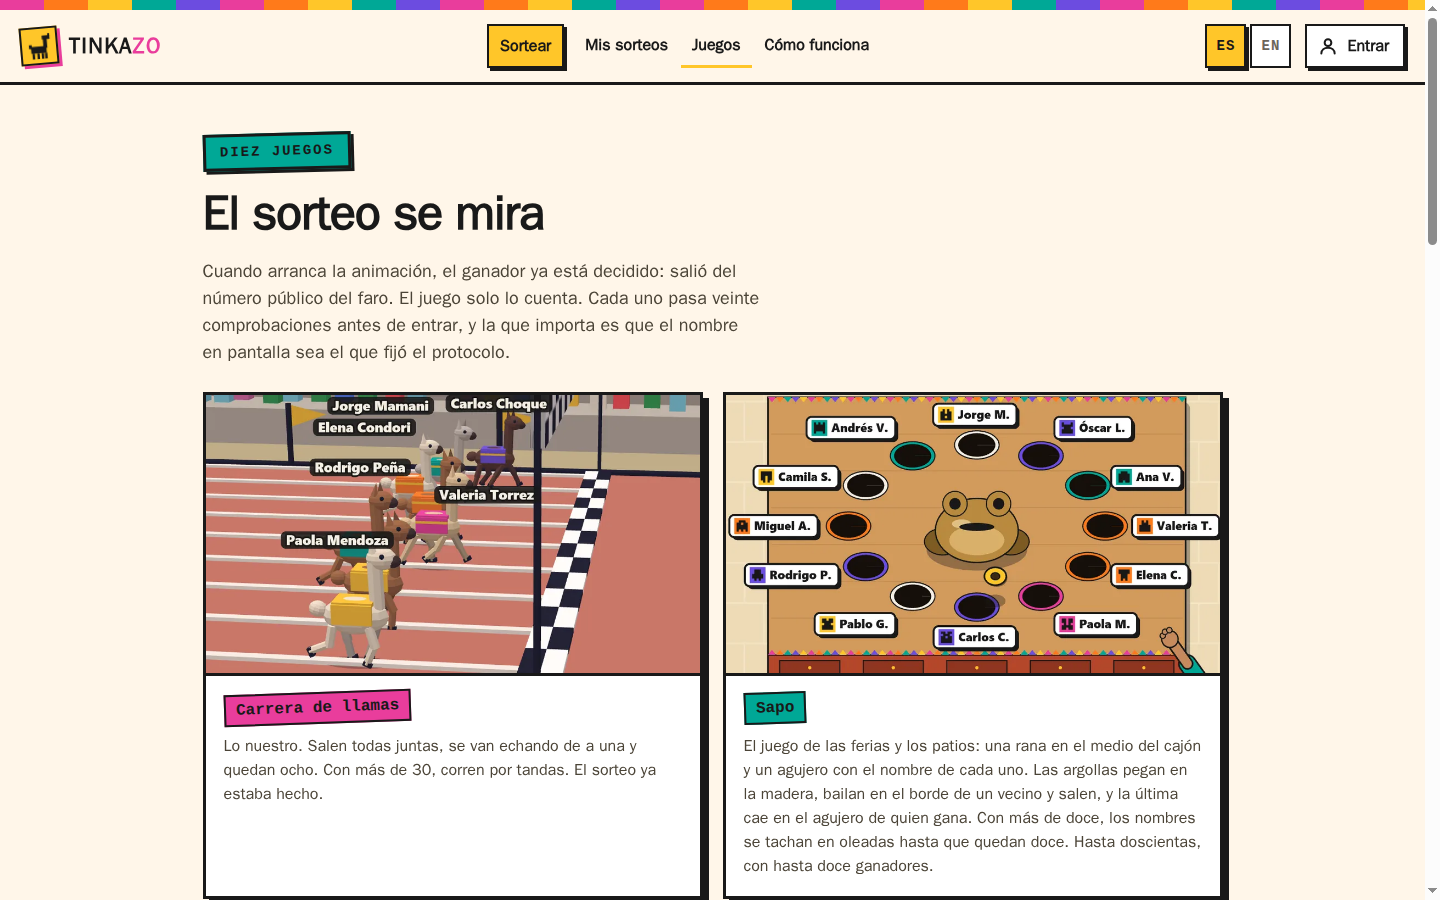 TINKAZO
Sortear
Mis sorteos
Juegos
Cómo funciona
ES
EN
Entrar
DIEZ JUEGOS
El sorteo se mira
Cuando arranca la animación, el ganador ya está decidido: salió del
número público del faro. El juego solo lo cuenta. Cada uno pasa veinte
comprobaciones antes de entrar, y la que importa es que el nombre
en pantalla sea el que fijó el protocolo.
Jorge Mamani
Carlos Choque
Elena Condori
Rodrigo Peña
Valeria Torrez
Paola Mendoza
Carrera de llamas
Lo nuestro. Salen todas juntas, se van echando de a una y
quedan ocho. Con más de 30, corren por tandas. El sorteo ya
estaba hecho.
Jorge M.
Andrés V.
Óscar L.
Camila S.
Ana V.
Miguel A.
Valeria T.
Rodrigo P.
Elena C.
Pablo G.
Paola M.
Carlos C.
Sapo
El juego de las ferias y los patios: una rana en el medio del cajón
y un agujero con el nombre de cada uno. Las argollas pegan en
la madera, bailan en el borde de un vecino y salen, y la última
cae en el agujero de quien gana. Con más de doce, los nombres
se tachan en oleadas hasta que quedan doce. Hasta doscientas,
con hasta doce ganadores.